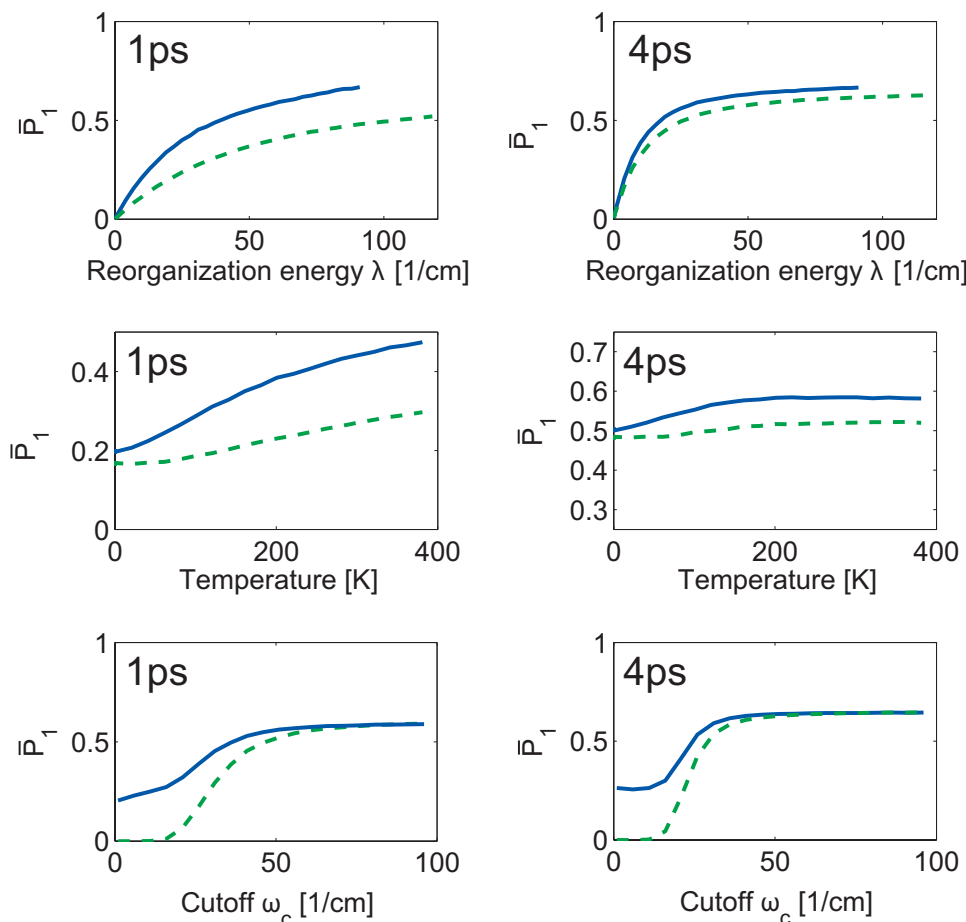 1ps
1
0.5
0
P̄₁
0 50 100
Reorganization energy λ [1/cm]
4ps
1
0.5
0
P̄₁
0 50 100
Reorganization energy λ [1/cm]
1ps
0.4
0.2
0
P̄₁
0 200 400
Temperature [K]
4ps
0.7
0.6
0.5
0.4
0.3
P̄₁
0 200 400
Temperature [K]
1ps
1
0.5
0
P̄₁
0 50 100
Cutoff ω_c [1/cm]
4ps
1
0.5
0
P̄₁
0 50 100
Cutoff ω_c [1/cm]